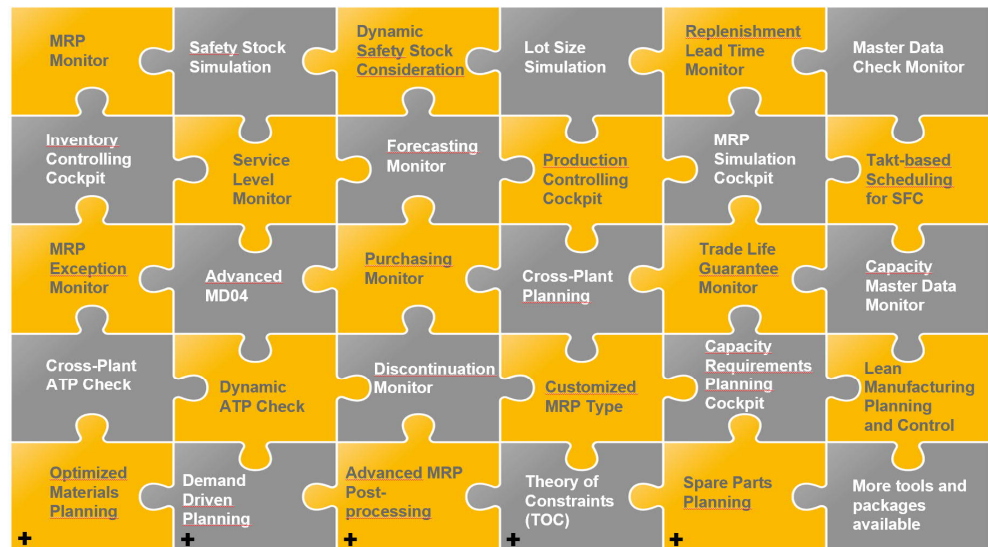 MRP
Monitor
Safety Stock
Simulation
Dynamic
Safety Stock
Consideration
Lot Size
Simulation
Replenishment
Lead Time
Monitor
Master Data
Check Monitor
Inventory
Controlling
Cockpit
Service
Level
Monitor
Forecasting
Monitor
Production
Controlling
Cockpit
MRP
Simulation
Cockpit
Takt-based
Scheduling
for SFC
MRP
Exception
Monitor
Advanced
MD04
Purchasing
Monitor
Cross-Plant
Planning
Trade Life
Guarantee
Monitor
Capacity
Master Data
Monitor
Cross-Plant
ATP Check
Dynamic
ATP Check
Discontinuation
Monitor
Customized
MRP Type
Capacity
Requirements
Planning
Cockpit
Lean
Manufacturing
Planning
and Control
Optimized
Materials
Planning
+
Demand
Driven
Planning
+
Advanced MRP
Post-
processing
+
Theory of
Constraints
(TOC)
+
Spare Parts
Planning
+
More tools and
packages
available